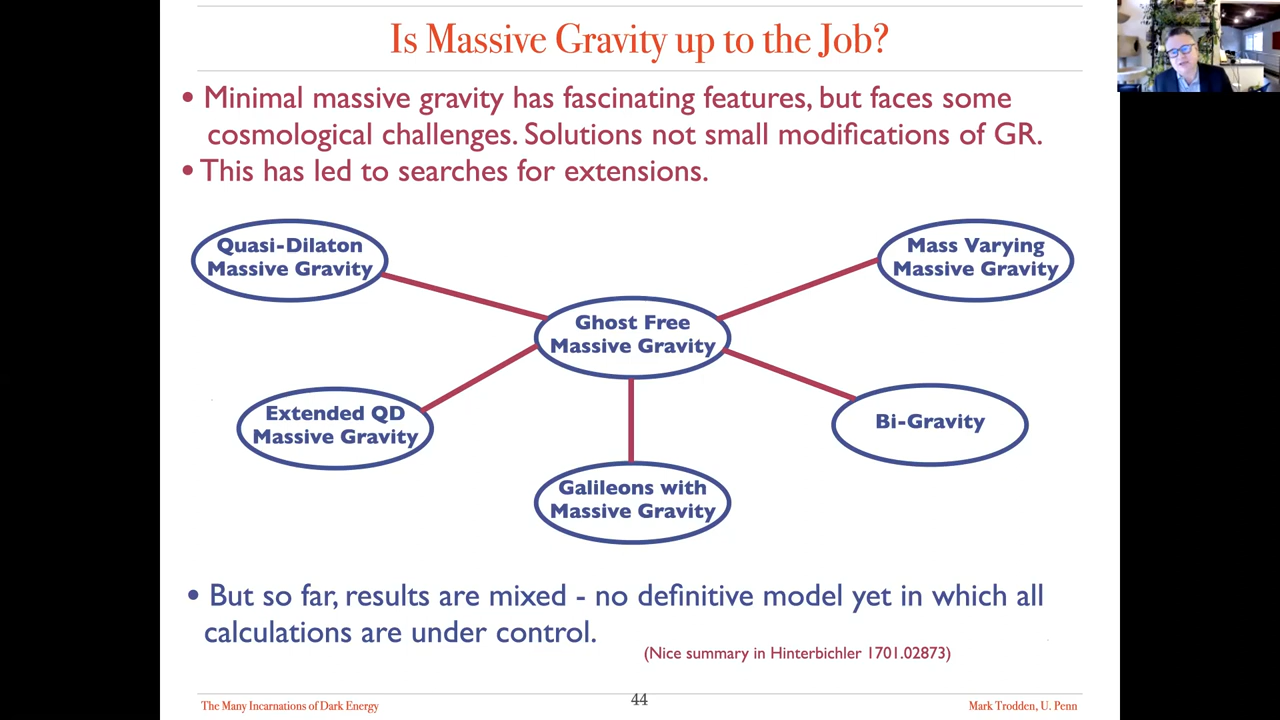 Is Massive Gravity up to the Job?
• Minimal massive gravity has fascinating features, but faces some
cosmological challenges. Solutions not small modifications of GR.
• This has led to searches for extensions.
Quasi-Dilaton
Massive Gravity
Mass Varying
Massive Gravity
Ghost Free
Massive Gravity
Extended QD
Massive Gravity
Bi-Gravity
Galileons with
Massive Gravity
• But so far, results are mixed - no definitive model yet in which all
calculations are under control.
(Nice summary in Hinterbichler 1701.02873)
The Many Incarnations of Dark Energy
44
Mark Trodden, U. Penn